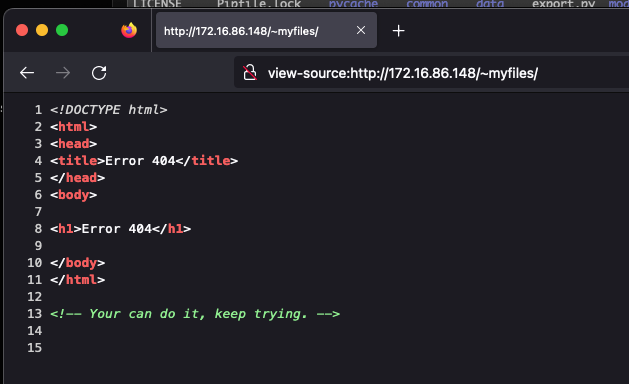 LICENSE Pipfile.lock pycache common data export.py
http://172.16.86.148/~myfiles/
view-source:http://172.16.86.148/~myfiles/
1 <!DOCTYPE html>
2 <html>
3 <head>
4 <title>Error 404</title>
5 </head>
6 <body>
7
8 <h1>Error 404</h1>
9
10 </body>
11 </html>
12
13 <!-- Your can do it, keep trying. -->
14
15